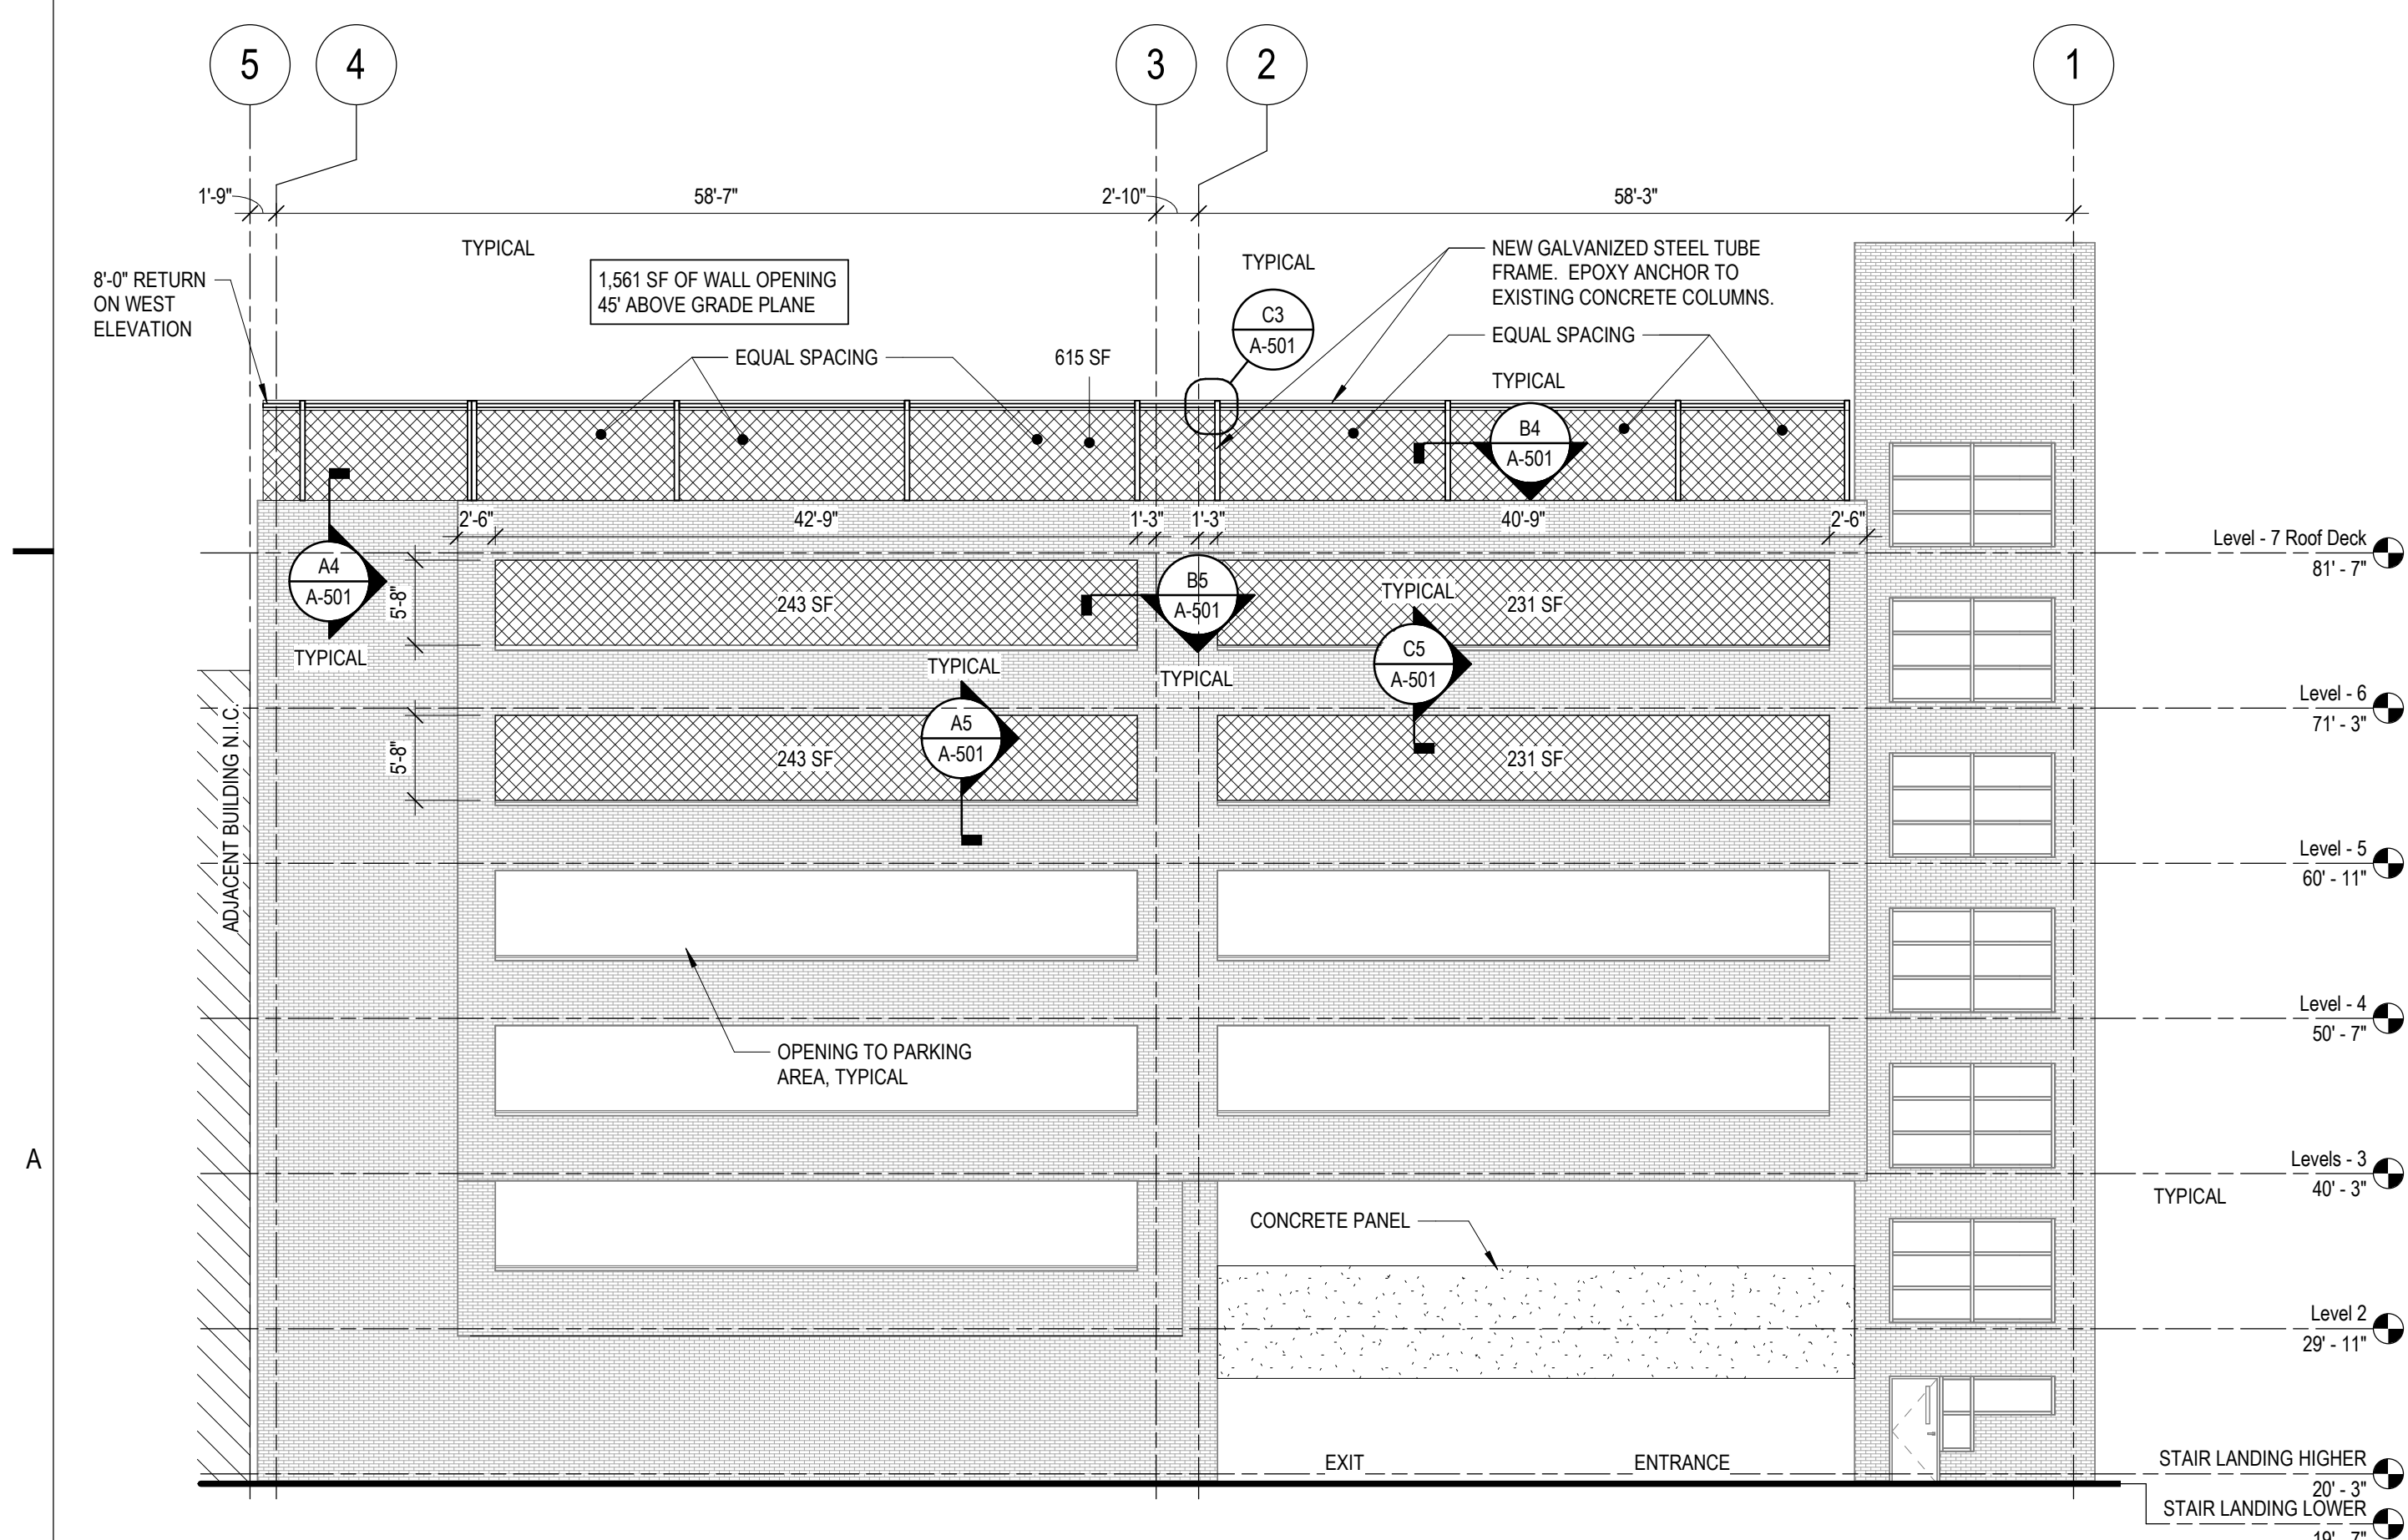 5
4
3
2
1
1'-9"
58'-7"
2'-10"
58'-3"
TYPICAL
8'-0" RETURN
ON WEST
ELEVATION
1,561 SF OF WALL OPENING
45' ABOVE GRADE PLANE
TYPICAL
NEW GALVANIZED STEEL TUBE
FRAME. EPOXY ANCHOR TO
EXISTING CONCRETE COLUMNS.
C3
A-501
EQUAL SPACING
EQUAL SPACING
615 SF
TYPICAL
B4
A-501
2'-6"
42'-9"
1'-3"
1'-3"
40'-9"
2'-6"
Level - 7 Roof Deck
81' - 7"
A4
A-501
5'-8"
243 SF
B5
A-501
TYPICAL
231 SF
TYPICAL
TYPICAL
TYPICAL
C5
A-501
Level - 6
71' - 3"
ADJACENT BUILDING N.I.C.
5'-8"
243 SF
A5
A-501
231 SF
Level - 5
60' - 11"
Level - 4
50' - 7"
OPENING TO PARKING
AREA, TYPICAL
A
Levels - 3
40' - 3"
TYPICAL
CONCRETE PANEL
Level 2
29' - 11"
EXIT
ENTRANCE
STAIR LANDING HIGHER
20' - 3"
STAIR LANDING LOWER
19' - 7"